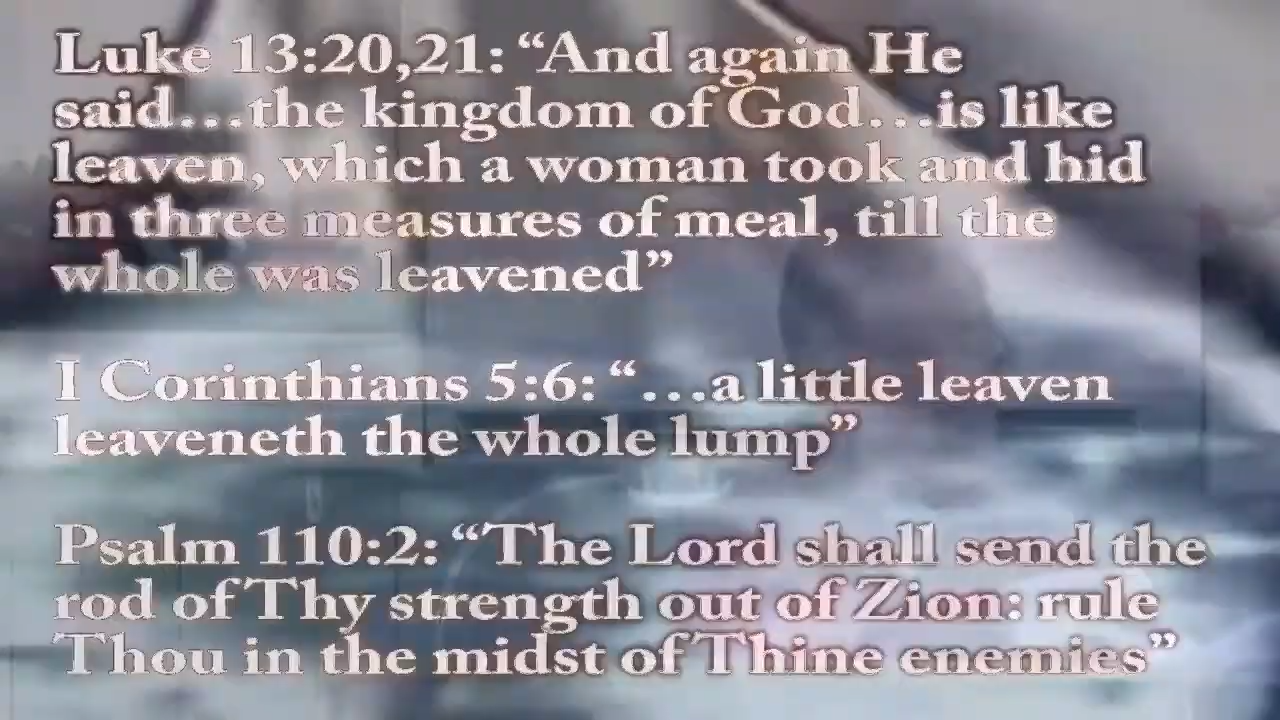 Luke 13:20,21: “And again He
said…the kingdom of God…is like
leaven, which a woman took and hid
in three measures of meal, till the
whole was leavened”
I Corinthians 5:6: “…a little leaven
leaveneth the whole lump”
Psalm 110:2: “The Lord shall send the
rod of Thy strength out of Zion: rule
Thou in the midst of Thine enemies”